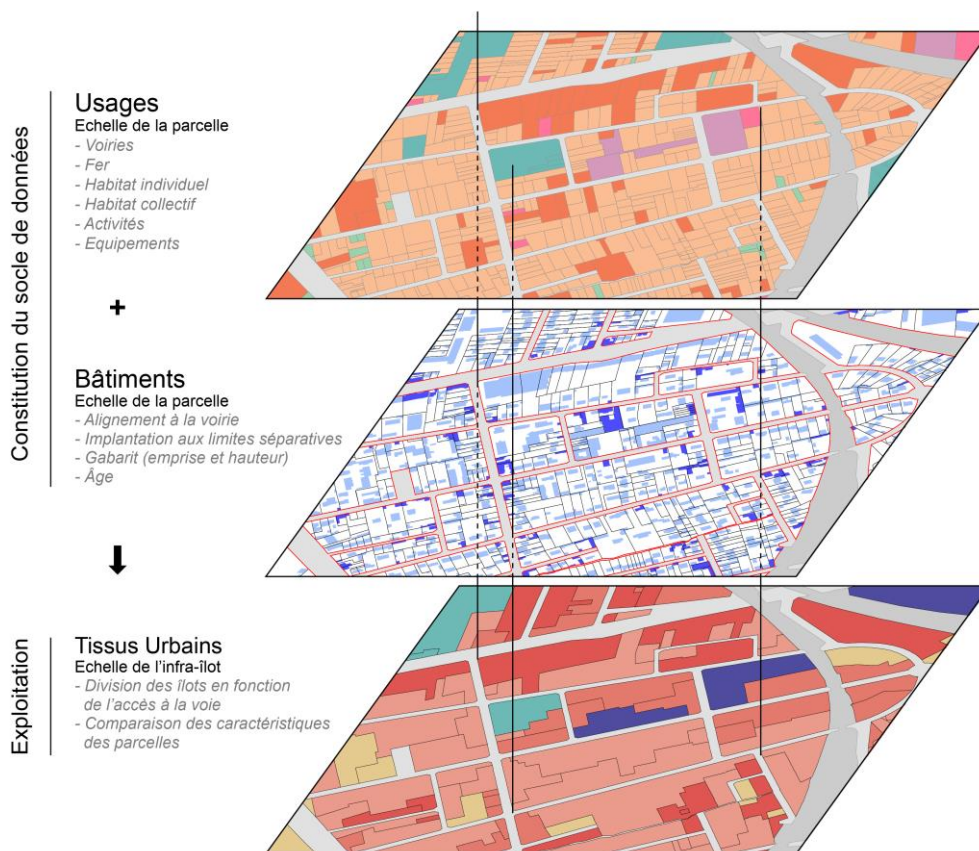 Constitution du socle de données
Usages
Echelle de la parcelle
- Voiries
- Fer
- Habitat individuel
- Habitat collectif
- Activités
- Equipements
+
Bâtiments
Echelle de la parcelle
- Alignement à la voirie
- Implantation aux limites séparatives
- Gabarit (emprise et hauteur)
- Âge
Exploitation
Tissus Urbains
Echelle de l'infra-îlot
- Division des îlots en fonction
de l'accès à la voie
- Comparaison des caractéristiques
des parcelles